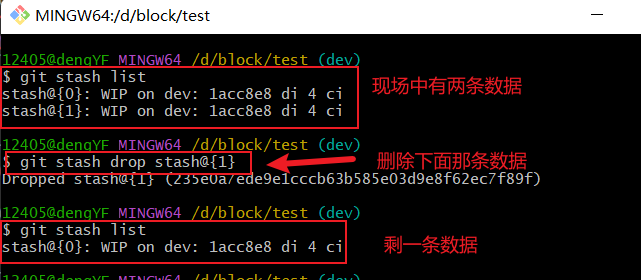 MINGW64:/d/block/test
12405@dengYF MINGW64 /d/block/test (dev)
$ git stash list
stash@{0}: WIP on dev: 1acc8e8 di 4 ci
stash@{1}: WIP on dev: 1acc8e8 di 4 ci
现场中有两条数据
12405@dengYF MINGW64 /d/block/test (dev)
$ git stash drop stash@{1}
删除下面那条数据
Dropped stash@{1} (235e0a7ede9e1cccb63b585e03d9e8f62ec7f89f)
12405@dengYF MINGW64 /d/block/test (dev)
$ git stash list
stash@{0}: WIP on dev: 1acc8e8 di 4 ci
剩一条数据